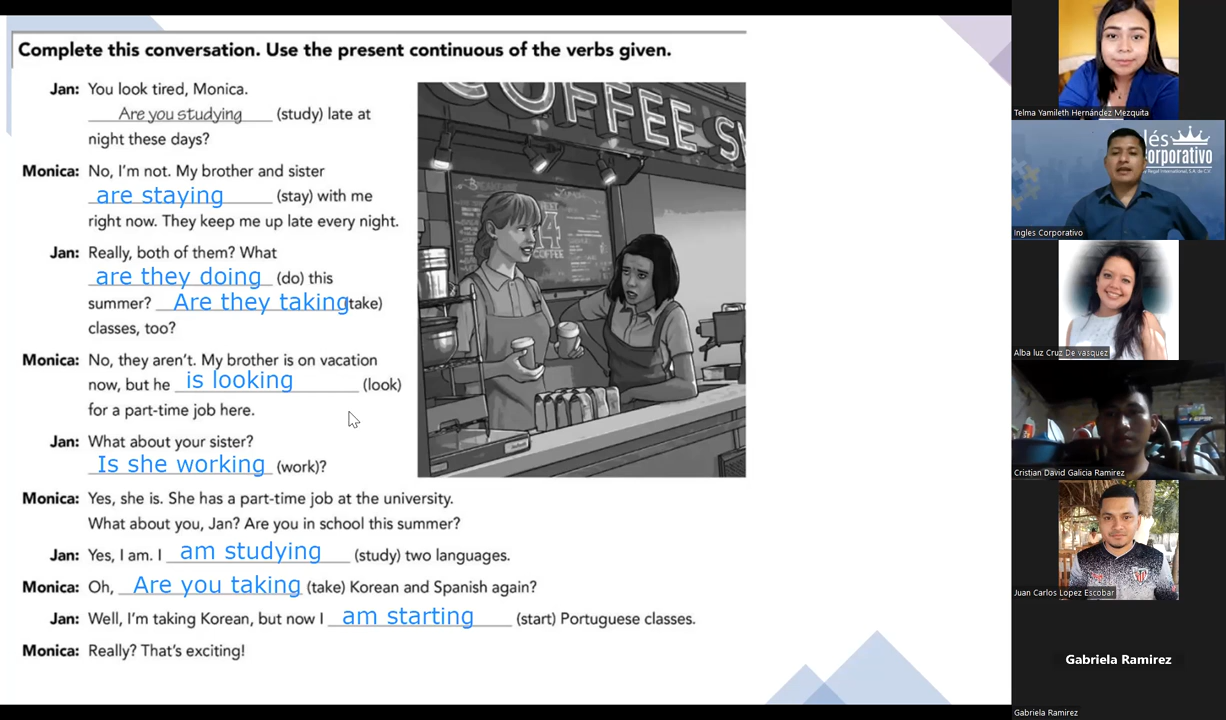 Complete this conversation. Use the present continuous of the verbs given.
Jan: You look tired, Monica.
Are you studying (study) late at
night these days?
Monica: No, I'm not. My brother and sister
are staying (stay) with me
right now. They keep me up late every night.
Jan: Really, both of them? What
are they doing (do) this
summer? Are they taking (take)
classes, too?
Monica: No, they aren't. My brother is on vacation
now, but he is looking (look)
for a part-time job here.
Jan: What about your sister?
Is she working (work)?
Monica: Yes, she is. She has a part-time job at the university.
What about you, Jan? Are you in school this summer?
Jan: Yes, I am. I am studying (study) two languages.
Monica: Oh, Are you taking (take) Korean and Spanish again?
Jan: Well, I'm taking Korean, but now I am starting (start) Portuguese classes.
Monica: Really? That's exciting!
COFFEE SH
COFFEE
Telma Yamileth Hernández Mezquita
lés
orporativo
Ingles Corporativo
Alba luz Cruz De vasquez
Cristian David Galicia Ramirez
Juan Carlos Lopez Escobar
Gabriela Ramirez
Gabriela Ramirez